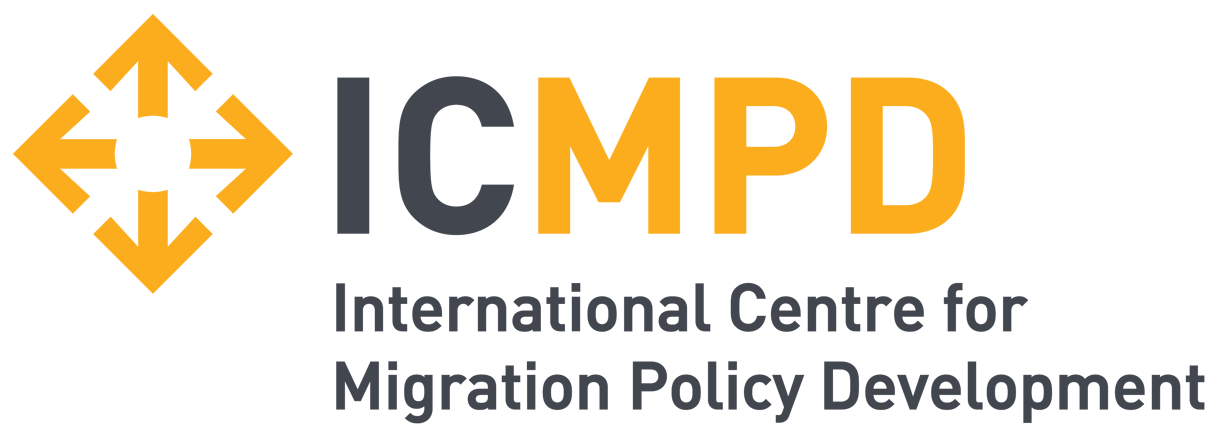 ICMPD
International Centre for
Migration Policy Development